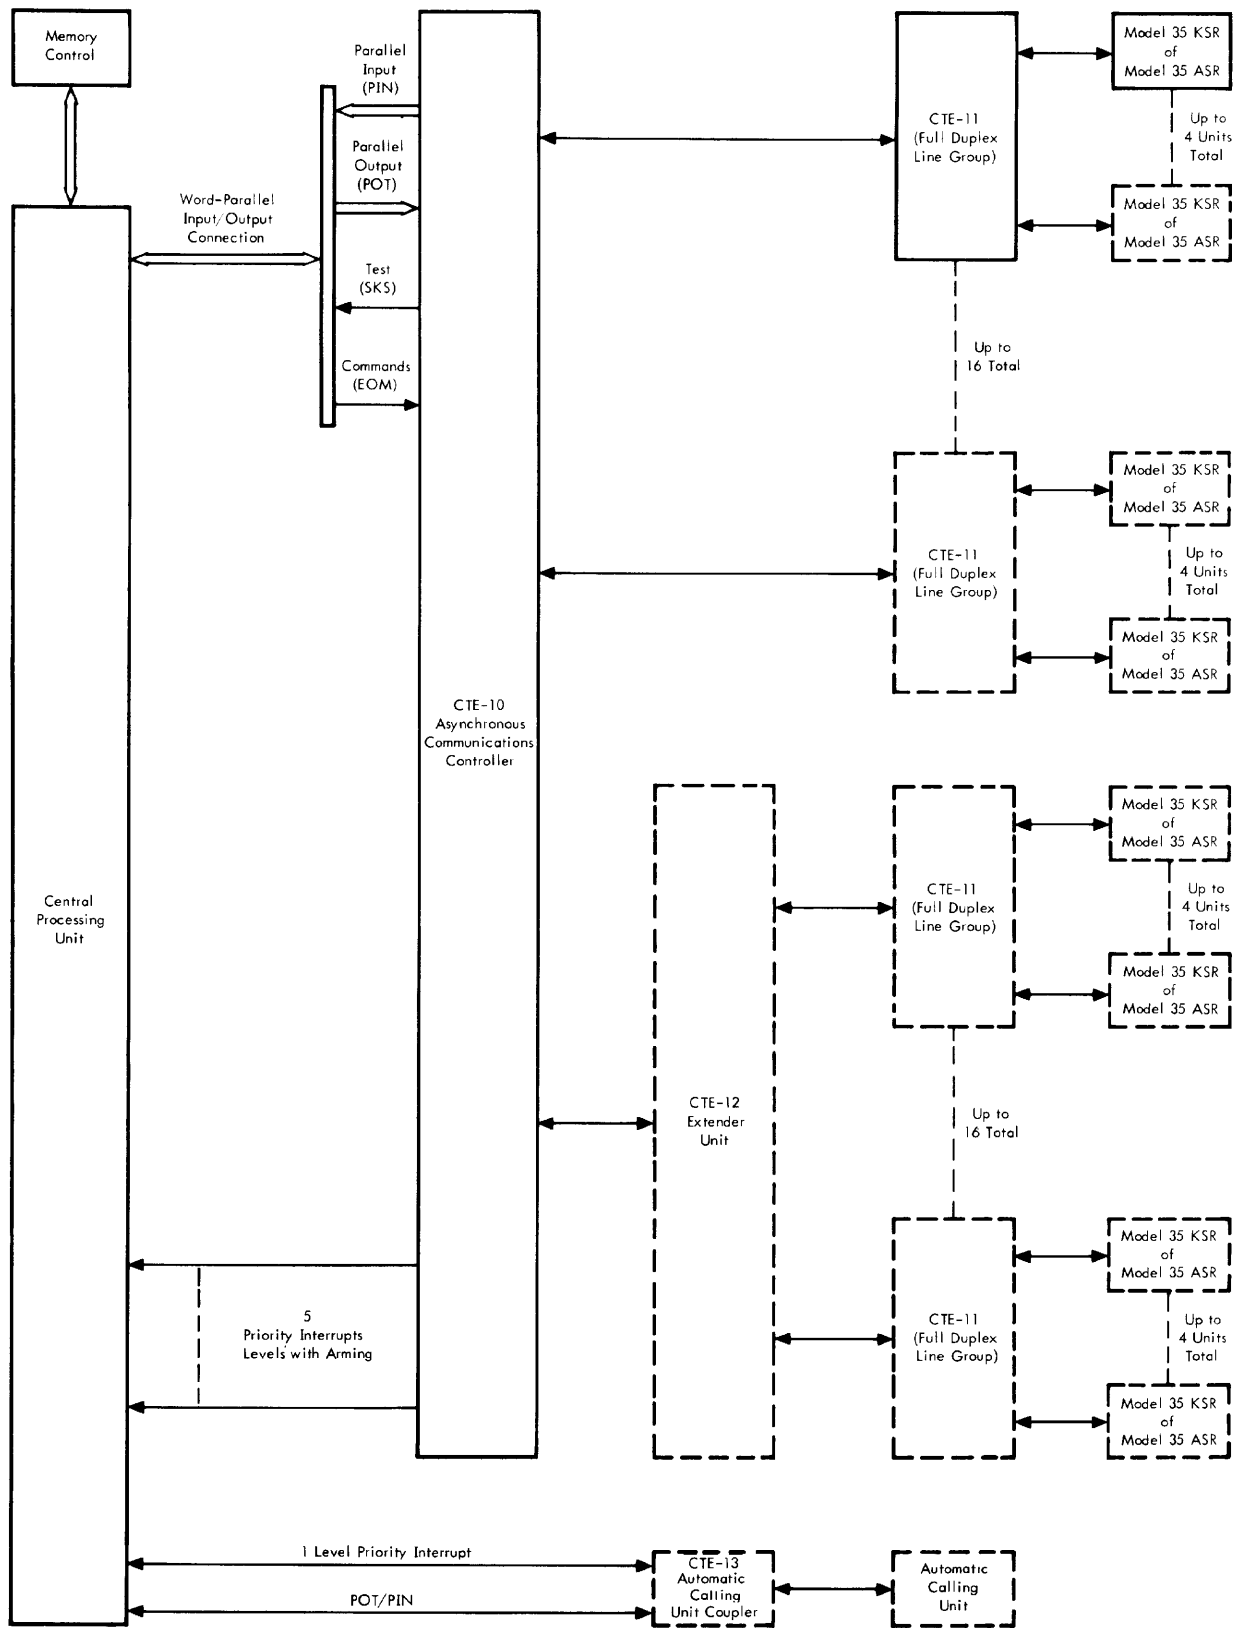 Memory
Control
Parallel
Input
(PIN)
Parallel
Output
(POT)
Word-Parallel
Input/Output
Connection
Test
(SKS)
Commands
(EOM)
CTE-10
Asynchronous
Communications
Controller
Central
Processing
Unit
5
Priority Interrupts
Levels with Arming
1 Level Priority Interrupt
POT/PIN
CTE-11
(Full Duplex
Line Group)
Model 35 KSR
of
Model 35 ASR
Up to
4 Units
Total
Model 35 KSR
of
Model 35 ASR
Up to
16 Total
CTE-11
(Full Duplex
Line Group)
Model 35 KSR
of
Model 35 ASR
Up to
4 Units
Total
Model 35 KSR
of
Model 35 ASR
CTE-12
Extender
Unit
CTE-11
(Full Duplex
Line Group)
Model 35 KSR
of
Model 35 ASR
Up to
4 Units
Total
Model 35 KSR
of
Model 35 ASR
Up to
16 Total
CTE-11
(Full Duplex
Line Group)
Model 35 KSR
of
Model 35 ASR
Up to
4 Units
Total
Model 35 KSR
of
Model 35 ASR
CTE-13
Automatic
Calling
Unit Coupler
Automatic
Calling
Unit